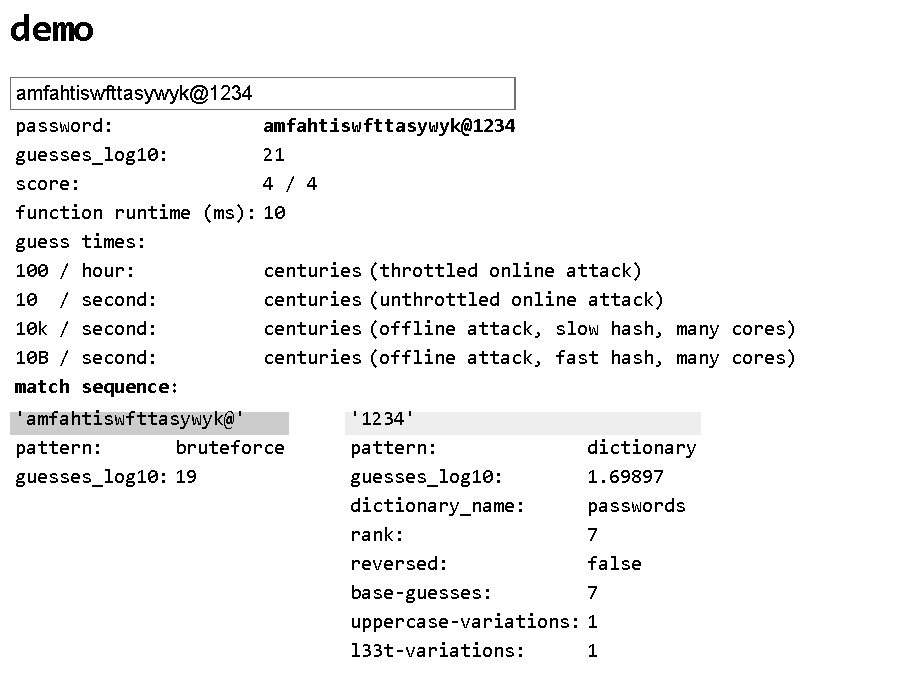 demo
amfahtiswfttasywyk@1234
password: amfahtiswfttasywyk@1234
guesses_log10: 21
score: 4 / 4
function runtime (ms): 10
guess times:
100 / hour: centuries (throttled online attack)
10 / second: centuries (unthrottled online attack)
10k / second: centuries (offline attack, slow hash, many cores)
10B / second: centuries (offline attack, fast hash, many cores)
match sequence:
'amfahtiswfttasywyk@'
pattern: bruteforce
guesses_log10: 19
'1234'
pattern: dictionary
guesses_log10: 1.69897
dictionary_name: passwords
rank: 7
reversed: false
base-guesses: 7
uppercase-variations: 1
l33t-variations: 1